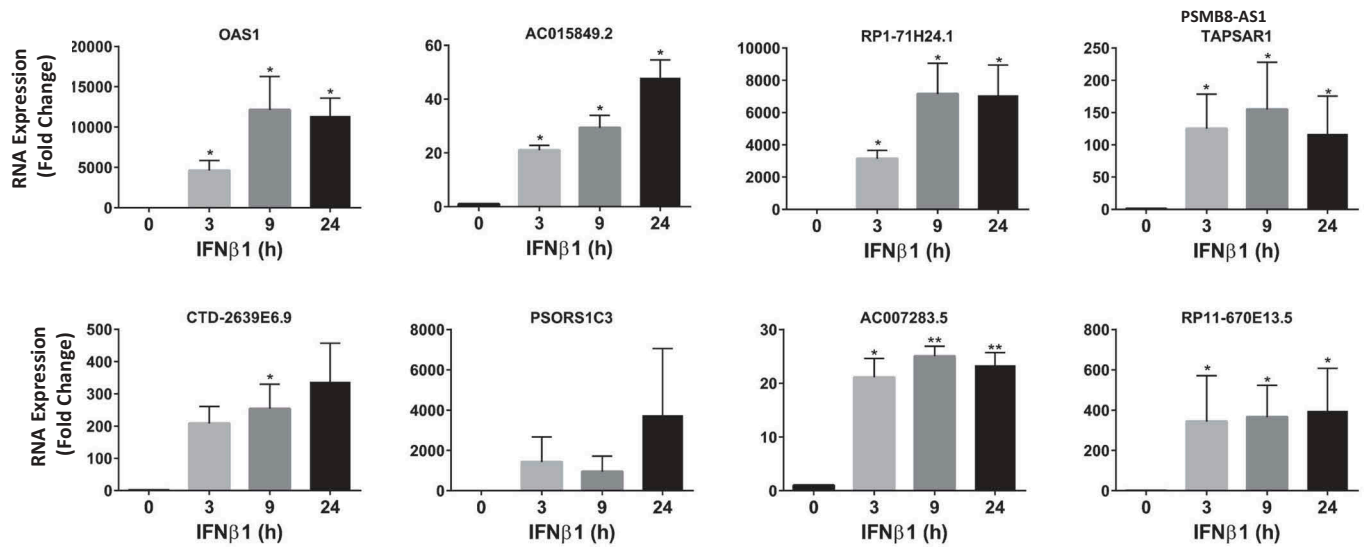 RNA Expression
(Fold Change)
OAS1
20000
15000
10000
5000
0
*
*
*
0 3 9 24
IFNβ1 (h)
AC015849.2
60
40
20
0
*
*
*
0 3 9 24
IFNβ1 (h)
RP1-71H24.1
10000
8000
6000
4000
2000
0
*
*
*
0 3 9 24
IFNβ1 (h)
PSMB8-AS1
TAPSAR1
250
200
150
100
50
0
*
*
*
0 3 9 24
IFNβ1 (h)
RNA Expression
(Fold Change)
CTD-2639E6.9
500
400
300
200
100
0
*
0 3 9 24
IFNβ1 (h)
PSORS1C3
8000
6000
4000
2000
0
0 3 9 24
IFNβ1 (h)
AC007283.5
30
20
10
0
*
**
**
0 3 9 24
IFNβ1 (h)
RP11-670E13.5
800
600
400
200
0
*
*
*
0 3 9 24
IFNβ1 (h)